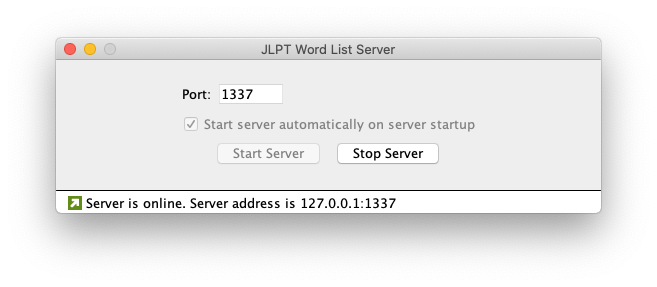 JLPT Word List Server
Port: 1337
Start server automatically on server startup
Start Server Stop Server
Server is online. Server address is 127.0.0.1:1337